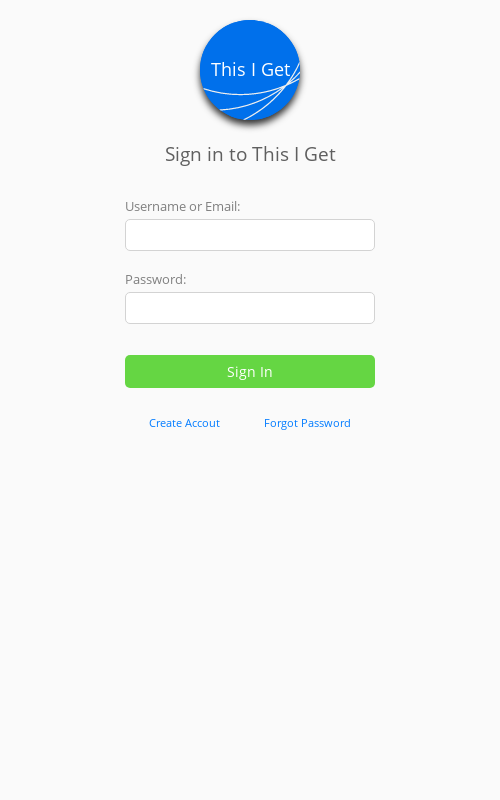 This I Get
Sign in to This I Get
Username or Email:
Password:
Sign In
Create Accout
Forgot Password